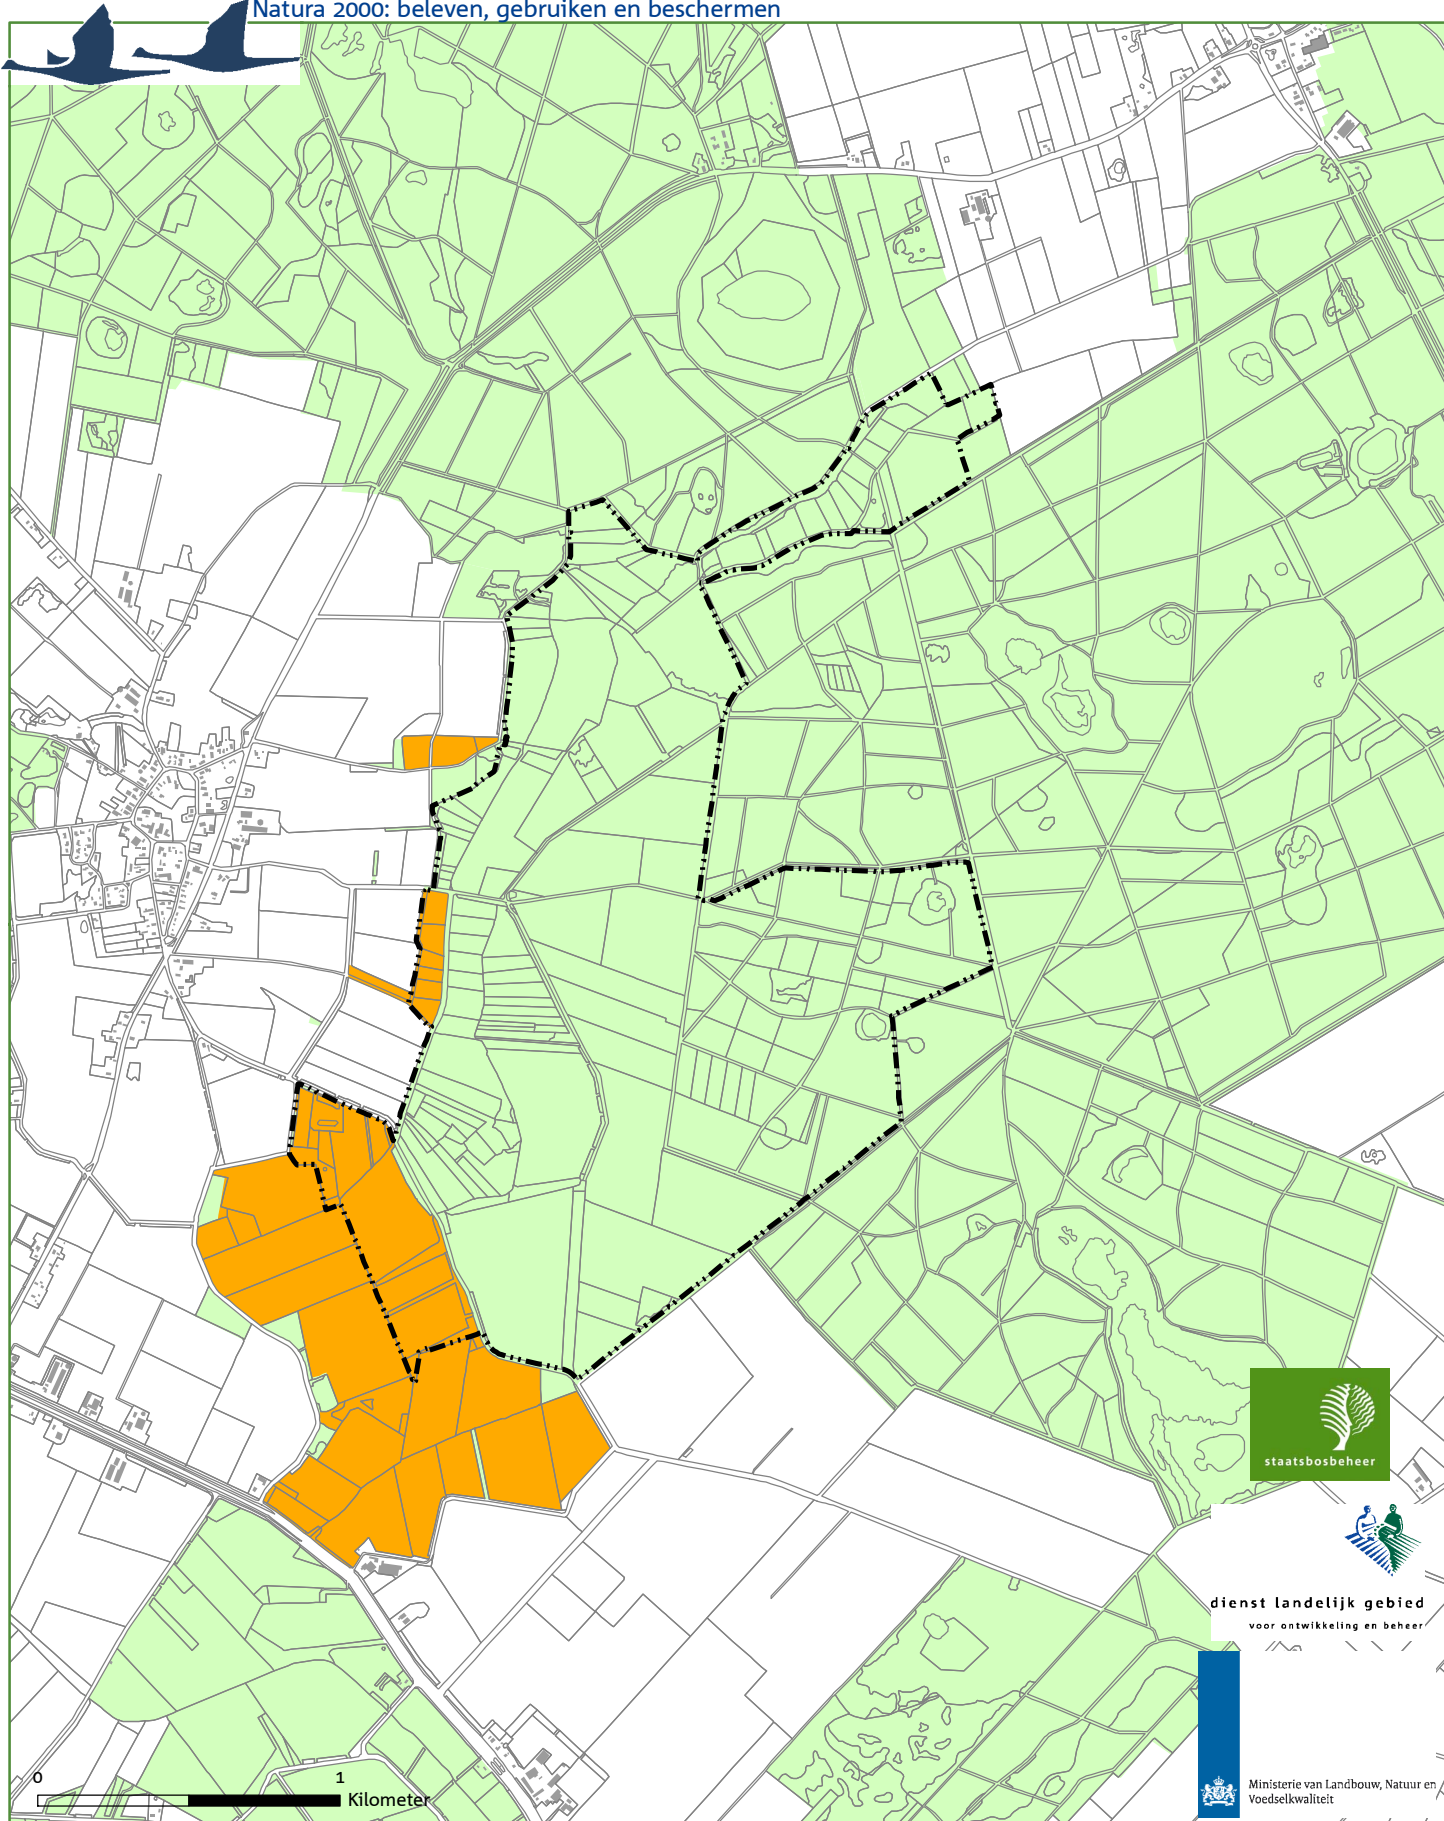 Natura 2000: beleven, gebruiken en beschermen
staatsbosbeheer
dienst landelijk gebied
voor ontwikkeling en beheer
0 1
Kilometer
Ministerie van Landbouw, Natuur en
Voedselkwaliteit